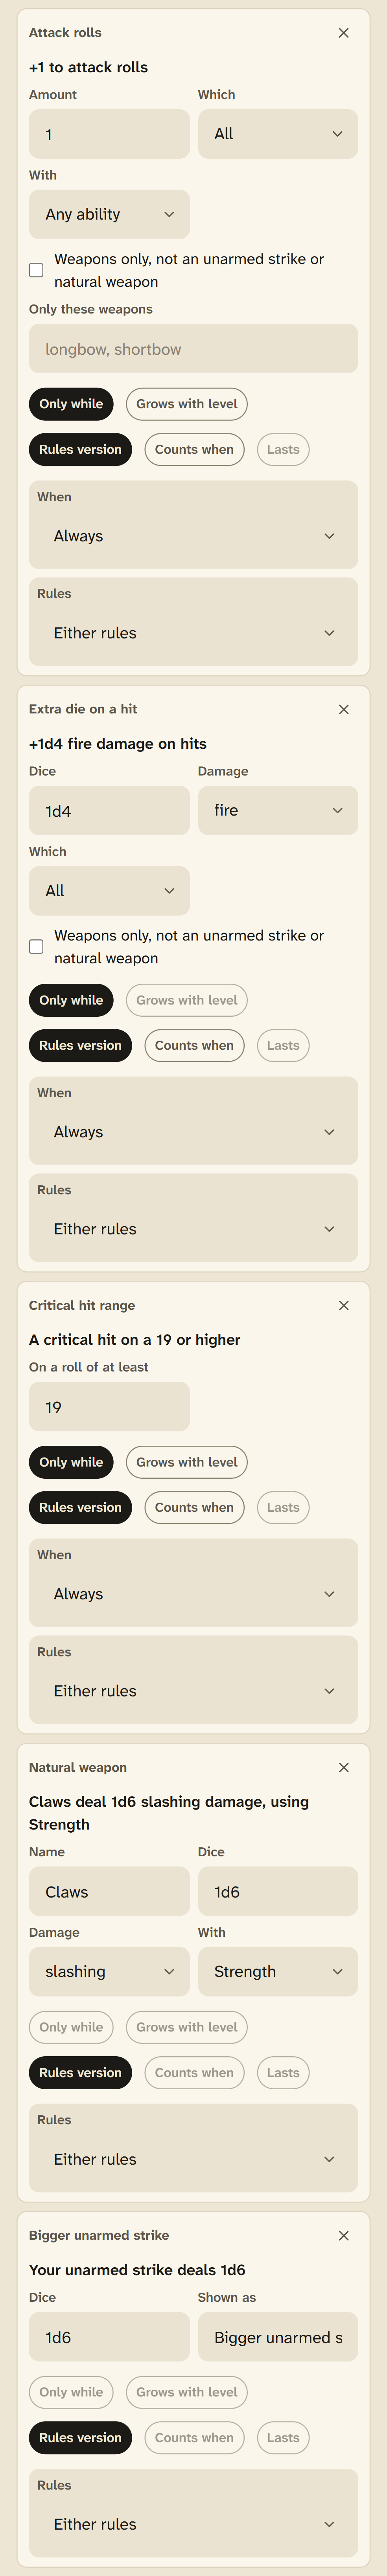 Attack rolls
+1 to attack rolls
Amount
Which
1
All
With
Any ability
Weapons only, not an unarmed strike or
natural weapon
Only these weapons
longbow, shortbow
Only while
Grows with level
Rules version
Counts when
Lasts
When
Always
Rules
Either rules
Extra die on a hit
+1d4 fire damage on hits
Dice
Damage
1d4
fire
Which
All
Weapons only, not an unarmed strike or
natural weapon
Only while
Grows with level
Rules version
Counts when
Lasts
When
Always
Rules
Either rules
Critical hit range
A critical hit on a 19 or higher
On a roll of at least
19
Only while
Grows with level
Rules version
Counts when
Lasts
When
Always
Rules
Either rules
Natural weapon
Claws deal 1d6 slashing damage, using
Strength
Name
Dice
Claws
1d6
Damage
With
slashing
Strength
Only while
Grows with level
Rules version
Counts when
Lasts
Rules
Either rules
Bigger unarmed strike
Your unarmed strike deals 1d6
Dice
Shown as
1d6
Bigger unarmed s
Only while
Grows with level
Rules version
Counts when
Lasts
Rules
Either rules